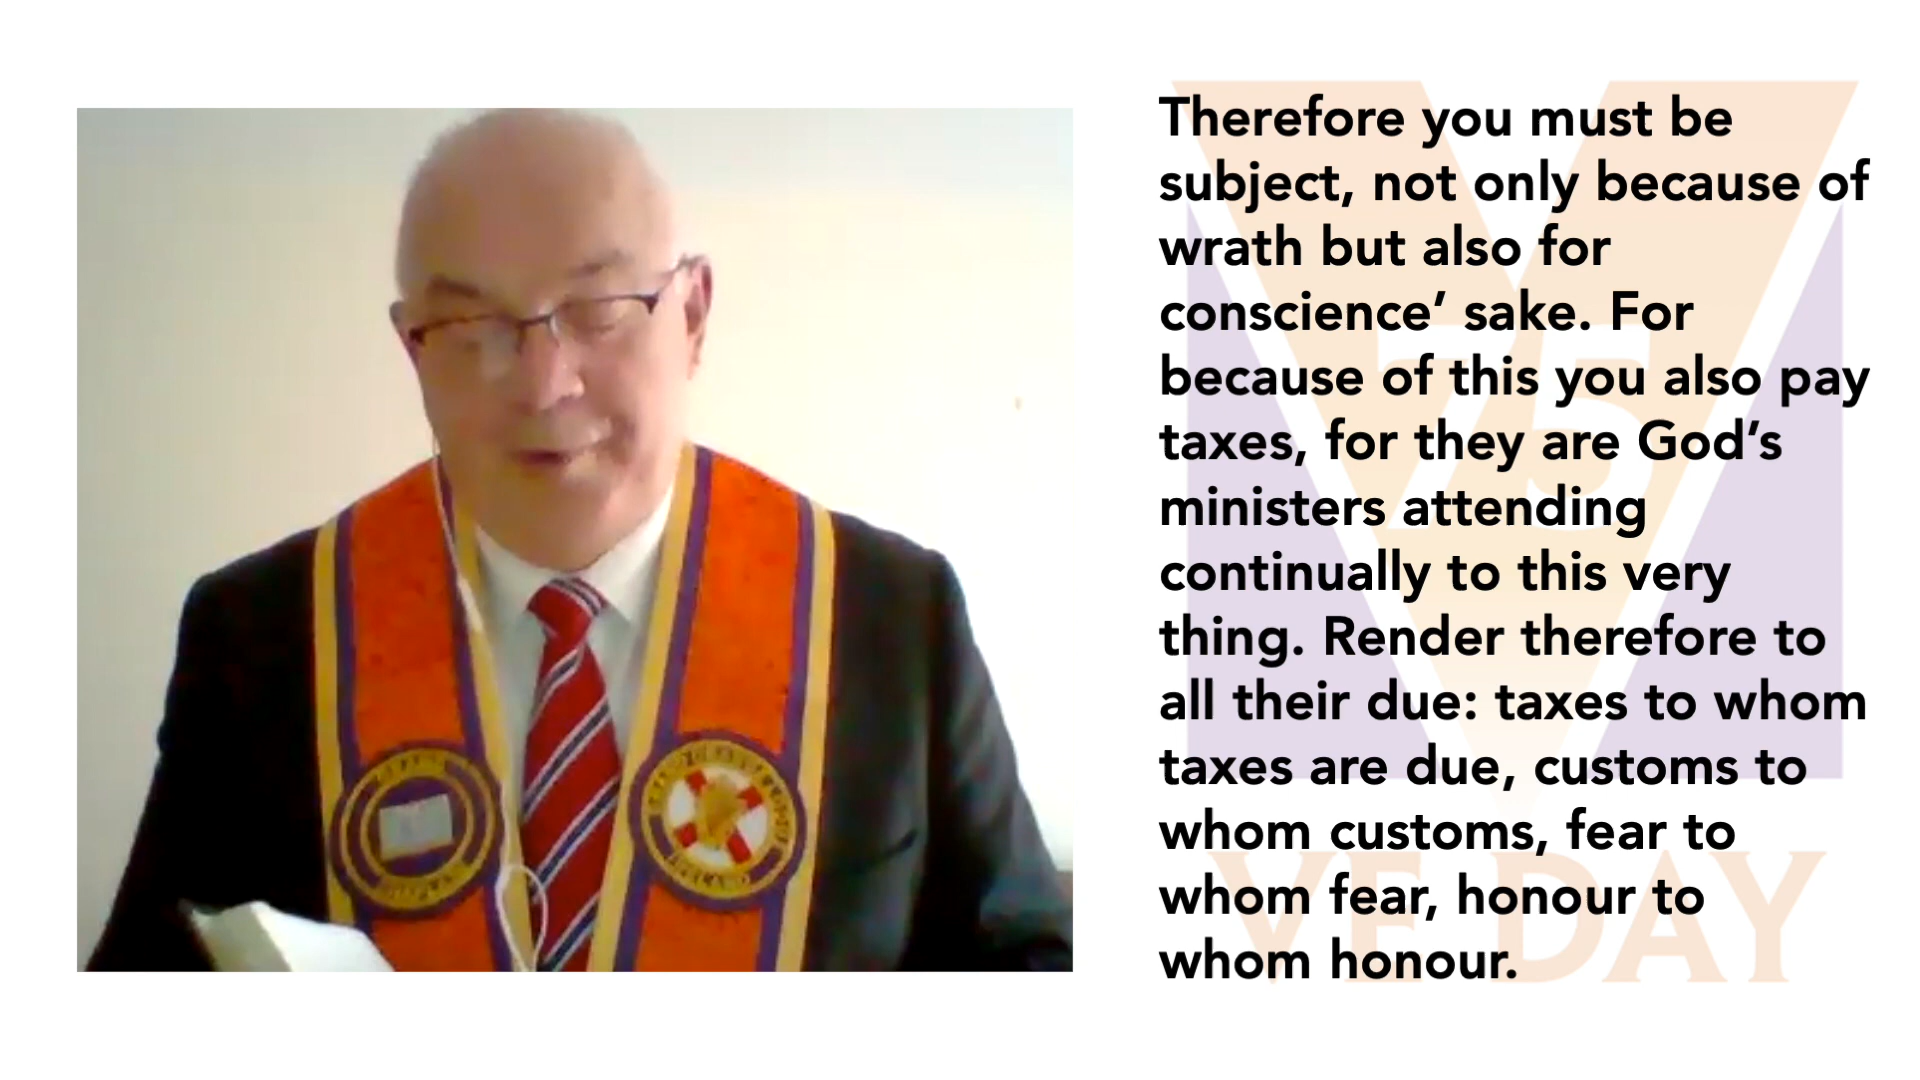 Therefore you must be
subject, not only because of
wrath but also for
conscience’ sake. For
because of this you also pay
taxes, for they are God’s
ministers attending
continually to this very
thing. Render therefore to
all their due: taxes to whom
taxes are due, customs to
whom customs, fear to
whom fear, honour to
whom honour.
75
VE DAY